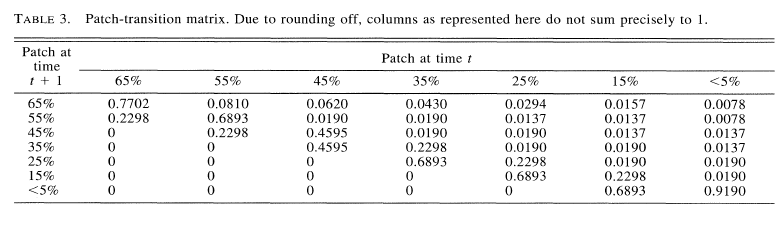 TABLE 3. Patch-transition matrix. Due to rounding off, columns as represented here do not sum precisely to 1.
Patch at time t + 1 Patch at time t
65% 55% 45% 35% 25% 15% <5%
65% 0.7702 0.0810 0.0620 0.0430 0.0294 0.0157 0.0078
55% 0.2298 0.6893 0.0190 0.0190 0.0137 0.0137 0.0078
45% 0 0.2298 0.4595 0.0190 0.0190 0.0137 0.0137
35% 0 0 0.4595 0.2298 0.0190 0.0190 0.0137
25% 0 0 0 0.6893 0.2298 0.0190 0.0190
15% 0 0 0 0 0.6893 0.2298 0.0190
<5% 0 0 0 0 0 0.6893 0.9190